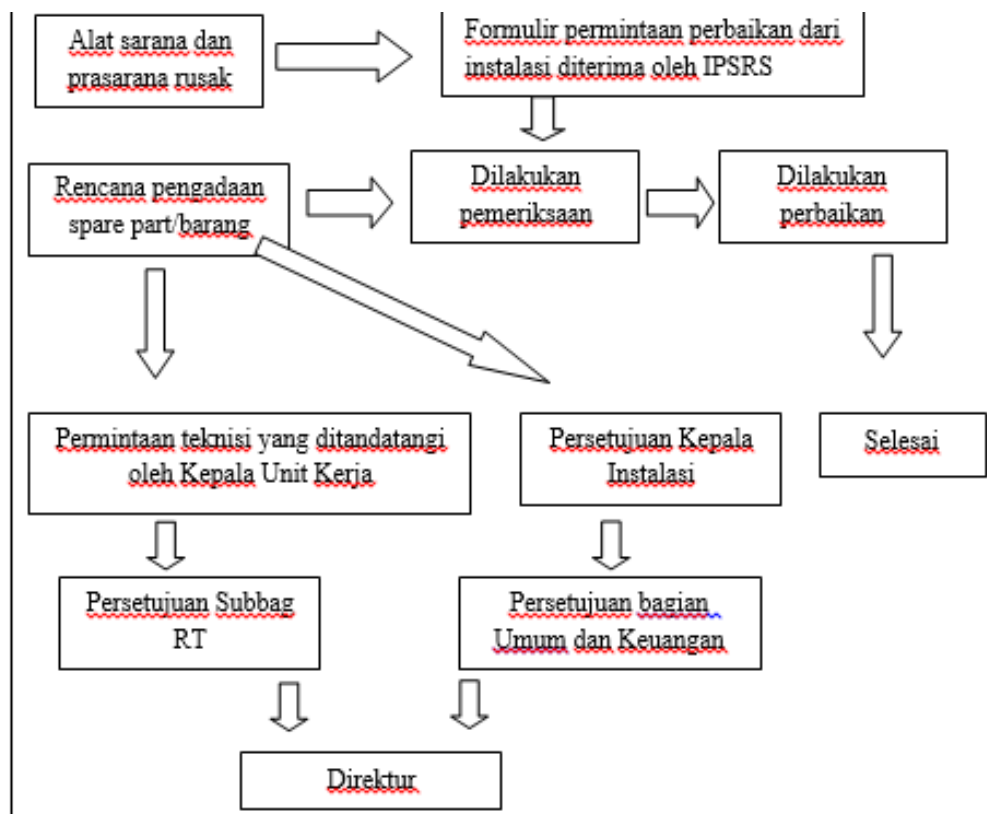 Alat sarana dan
prasarana rusak
Formulir permintaan perbaikan dari
instalasi diterima oleh IPSRS
Rencana pengadaan
spare part/barang
Dilakukan
pemeriksaan
Dilakukan
perbaikan
Permintaan teknisi yang ditandatangi
oleh Kepala Unit Kerja
Persetujuan Kepala
Instalasi
Selesai
Persetujuan Subbag
RT
Persetujuan bagian
Umum dan Keuangan
Direktur